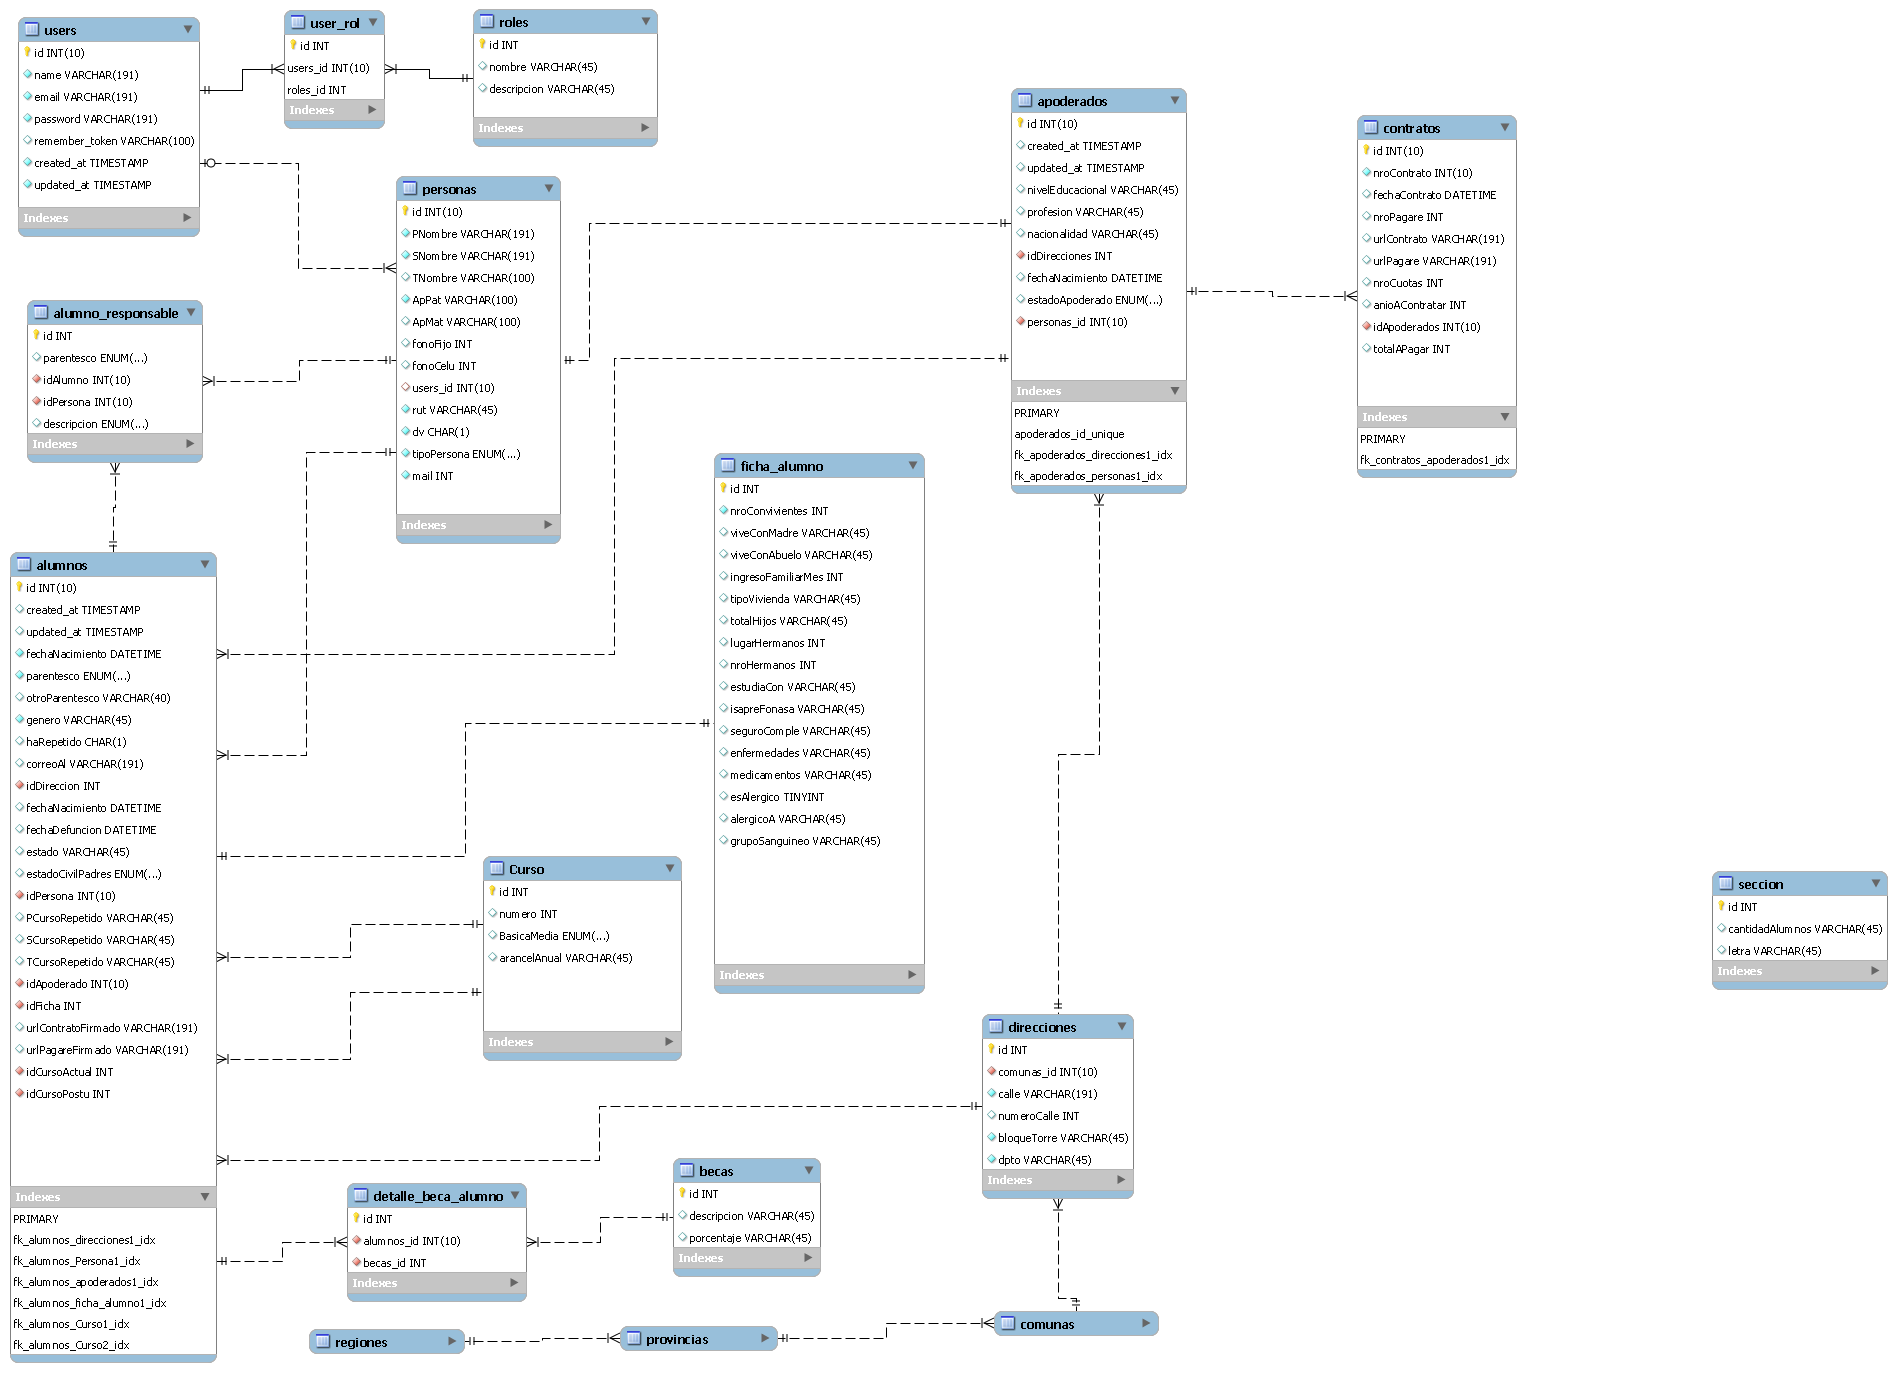 users
id INT(10)
name VARCHAR(191)
email VARCHAR(191)
password VARCHAR(191)
remember_token VARCHAR(100)
created_at TIMESTAMP
updated_at TIMESTAMP
Indexes
user_rol
id INT
users_id INT(10)
roles_id INT
Indexes
roles
id INT
nombre VARCHAR(45)
descripcion VARCHAR(45)
Indexes
personas
id INT(10)
PNombre VARCHAR(191)
SNombre VARCHAR(191)
TNombre VARCHAR(100)
ApPat VARCHAR(100)
ApMat VARCHAR(100)
fonoFijo INT
fonoCelu INT
users_id INT(10)
rut VARCHAR(45)
dv CHAR(1)
tipoPersona ENUM(...)
mail INT
Indexes
apoderados
id INT(10)
created_at TIMESTAMP
updated_at TIMESTAMP
nivelEducacional VARCHAR(45)
profesion VARCHAR(45)
nacionalidad VARCHAR(45)
idDirecciones INT
fechaNacimiento DATETIME
estadoApoderado ENUM(...)
personas_id INT(10)
Indexes
PRIMARY
apoderados_id_unique
fk_apoderados_direcciones1_idx
fk_apoderados_personas1_idx
contratos
id INT(10)
nroContrato INT(10)
fechaContrato DATETIME
nroPagare INT
urlContrato VARCHAR(191)
urlPagare VARCHAR(191)
nroCuotas INT
anioAContratar INT
idApoderados INT(10)
totalAPagar INT
Indexes
PRIMARY
fk_contratos_apoderados1_idx
alumno_responsable
id INT
parentesco ENUM(...)
idAlumno INT(10)
idPersona INT(10)
descripcion ENUM(...)
Indexes
ficha_alumno
id INT
nroConvivientes INT
viveConMadre VARCHAR(45)
viveConAbuelo VARCHAR(45)
ingresoFamiliarMes INT
tipoVivienda VARCHAR(45)
totalHijos VARCHAR(45)
lugarHermanos INT
nroHermanos INT
estudiaCon VARCHAR(45)
isapreFonasa VARCHAR(45)
seguroComple VARCHAR(45)
enfermedades VARCHAR(45)
medicamentos VARCHAR(45)
esAlergico TINYINT
alergicoA VARCHAR(45)
grupoSanguineo VARCHAR(45)
Indexes
alumnos
id INT(10)
created_at TIMESTAMP
updated_at TIMESTAMP
fechaNacimiento DATETIME
parentesco ENUM(...)
otroParentesco VARCHAR(40)
genero VARCHAR(45)
haRepetido CHAR(1)
correoAl VARCHAR(191)
idDireccion INT
fechaNacimiento DATETIME
fechaDefuncion DATETIME
estado VARCHAR(45)
estadoCivilPadres ENUM(...)
idPersona INT(10)
PCursoRepetido VARCHAR(45)
SCursoRepetido VARCHAR(45)
TCursoRepetido VARCHAR(45)
idApoderado INT(10)
idFicha INT
urlContratoFirmado VARCHAR(191)
urlPagareFirmado VARCHAR(191)
idCursoActual INT
idCursoPostu INT
Indexes
PRIMARY
fk_alumnos_direcciones1_idx
fk_alumnos_Persona1_idx
fk_alumnos_apoderados1_idx
fk_alumnos_ficha_alumno1_idx
fk_alumnos_Curso1_idx
fk_alumnos_Curso2_idx
Curso
id INT
numero INT
BasicaMedia ENUM(...)
arancelAnual VARCHAR(45)
Indexes
seccion
id INT
cantidadAlumnos VARCHAR(45)
letra VARCHAR(45)
Indexes
direcciones
id INT
comunas_id INT(10)
calle VARCHAR(191)
numeroCalle INT
bloqueTorre VARCHAR(45)
dpto VARCHAR(45)
Indexes
becas
id INT
descripcion VARCHAR(45)
porcentaje VARCHAR(45)
Indexes
detalle_beca_alumno
id INT
alumnos_id INT(10)
becas_id INT
Indexes
regiones
provincias
comunas